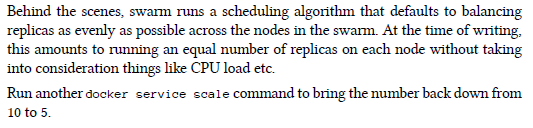 Behind the scenes, swarm runs a scheduling algorithm that defaults to balancing
replicas as evenly as possible across the nodes in the swarm. At the time of writing,
this amounts to running an equal number of replicas on each node without taking
into consideration things like CPU load etc.
Run another docker service scale command to bring the number back down from
10 to 5.